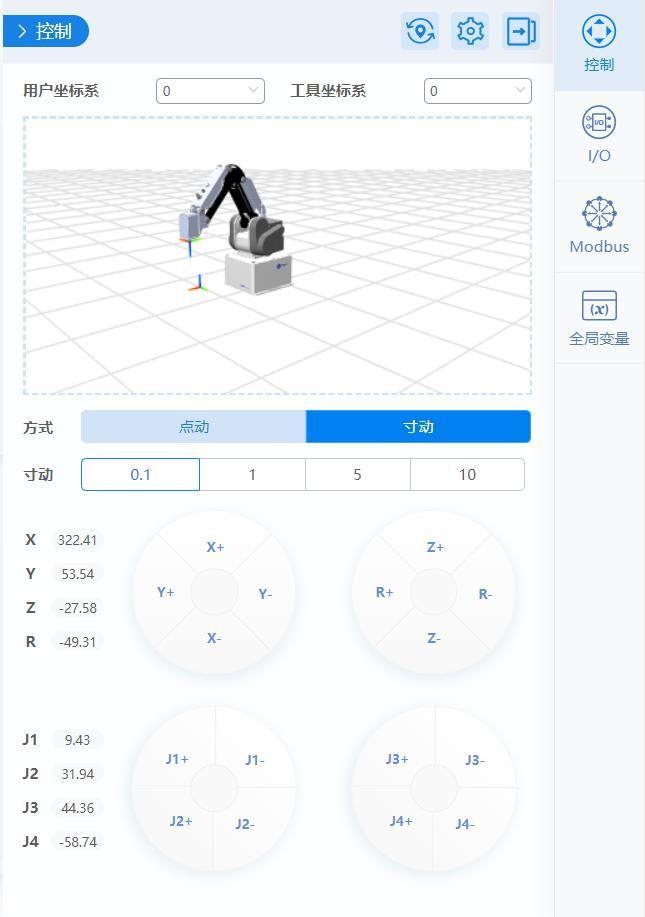 控制
用户坐标系 0 工具坐标系 0
控制
I/O
I/O
Modbus
(x)
全局变量
方式 点动 寸动
寸动 0.1 1 5 10
X 322.41
Y 53.54
Z -27.58
R -49.31
X+
Y+ Y-
X-
Z+
R+ R-
Z-
J1 9.43
J2 31.94
J3 44.36
J4 -58.74
J1+ J1-
J2+ J2-
J3+ J3-
J4+ J4-